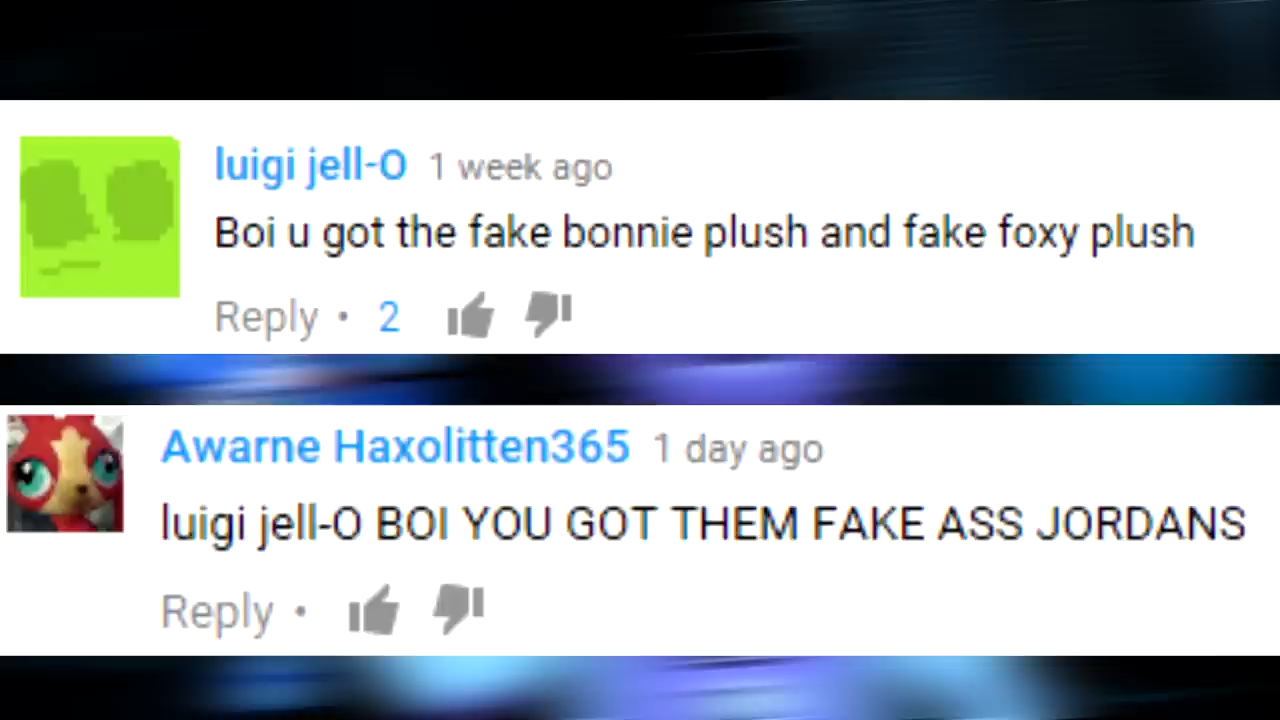 luigi jell-O 1 week ago
Boi u got the fake bonnie plush and fake foxy plush
Reply • 2
Awarne Haxolitten365 1 day ago
luigi jell-O BOI YOU GOT THEM FAKE ASS JORDANS
Reply •